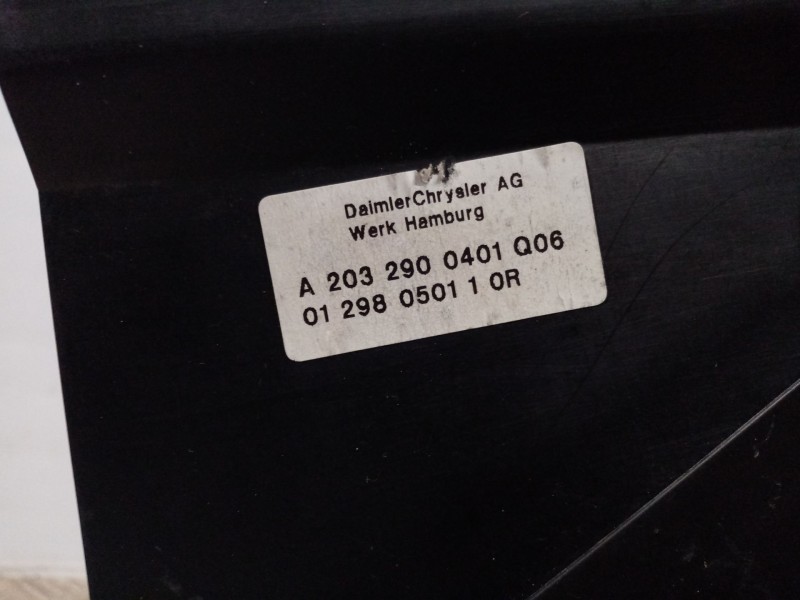 DaimlerChrysler AG
Werk Hamburg
A 203 290 0401 Q06
01 298 0501 1 0R